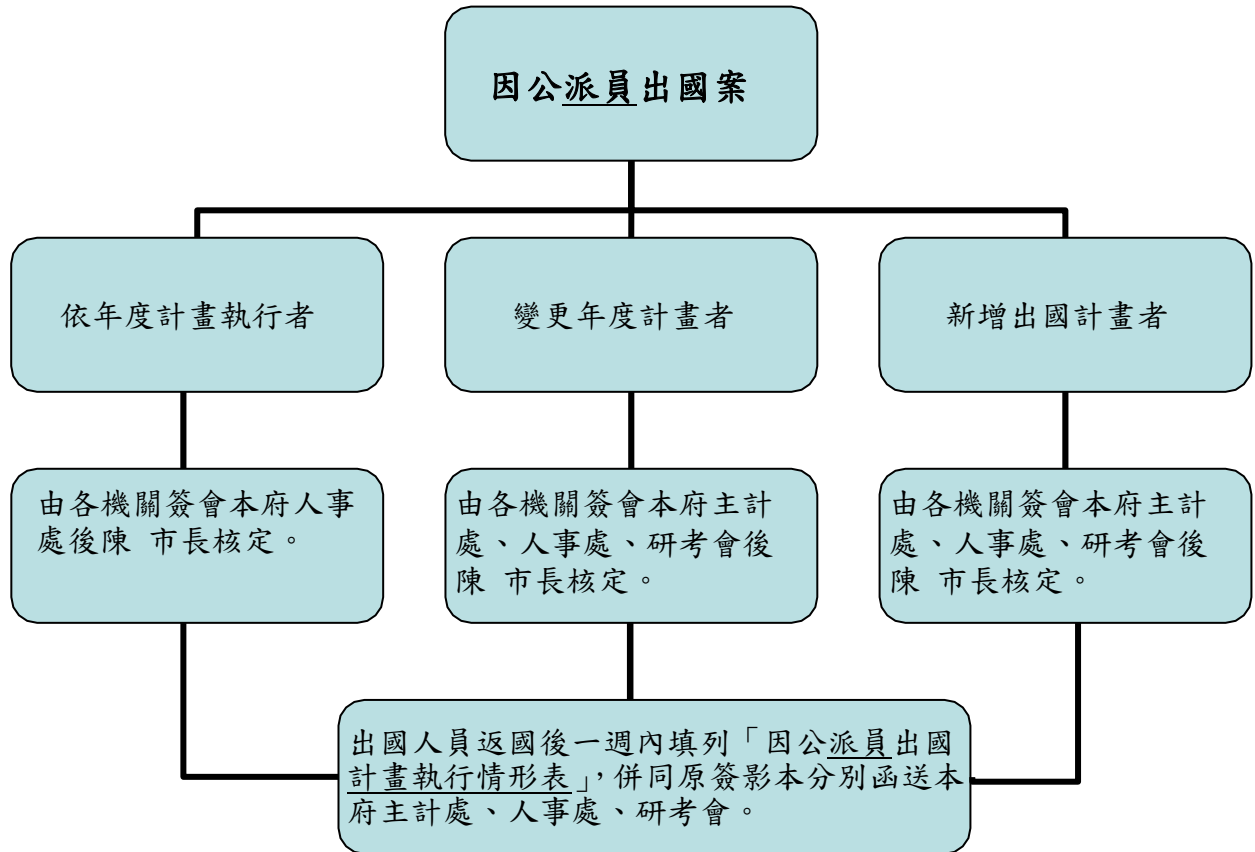 因公派員出國案
依年度計畫執行者
變更年度計畫者
新增出國計畫者
由各機關簽會本府人事
處後陳 市長核定。
由各機關簽會本府主計
處、人事處、研考會後
陳 市長核定。
由各機關簽會本府主計
處、人事處、研考會後
陳 市長核定。
出國人員返國後一週內填列「因公派員出國
計畫執行情形表」,併同原簽影本分別函送本
府主計處、人事處、研考會。